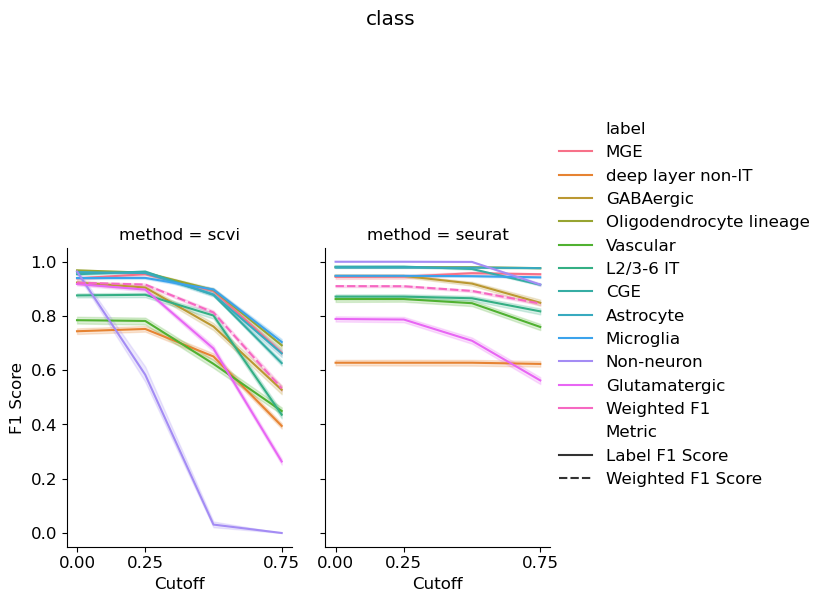 class
method = scvi
method = seurat
F1 Score
1.0
0.8
0.6
0.4
0.2
0.0
0.00
0.25
0.75
0.00
0.25
0.75
Cutoff
Cutoff
label
MGE
deep layer non-IT
GABAergic
Oligodendrocyte lineage
Vascular
L2/3-6 IT
CGE
Astrocyte
Microglia
Non-neuron
Glutamatergic
Weighted F1
Metric
Label F1 Score
Weighted F1 Score